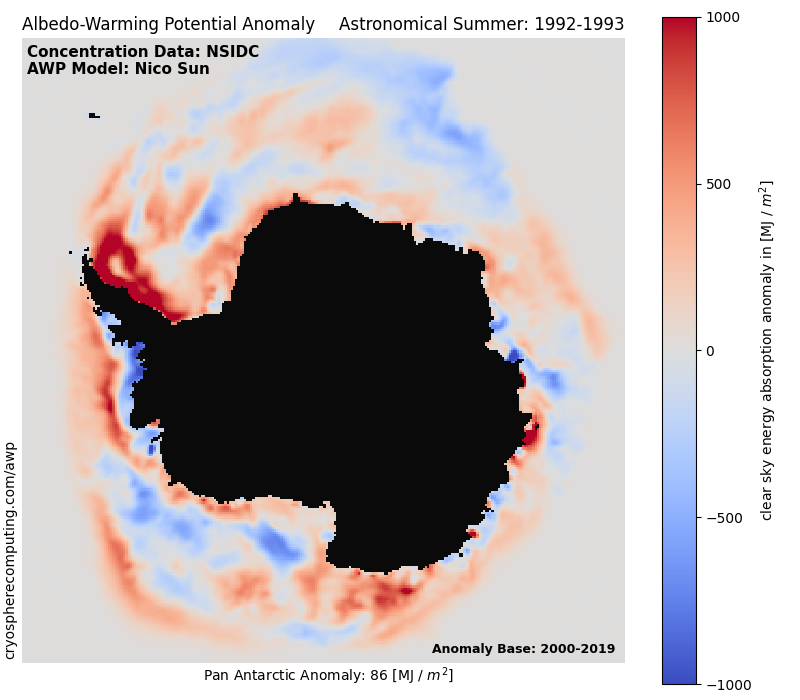 Albedo-Warming Potential Anomaly Astronomical Summer: 1992-1993
Concentration Data: NSIDC
AWP Model: Nico Sun
cryospherecomputing.com/awp
Anomaly Base: 2000-2019
Pan Antarctic Anomaly: 86 [MJ / m²]
1000
500
0
−500
−1000
clear sky energy absorption anomaly in [MJ / m²]